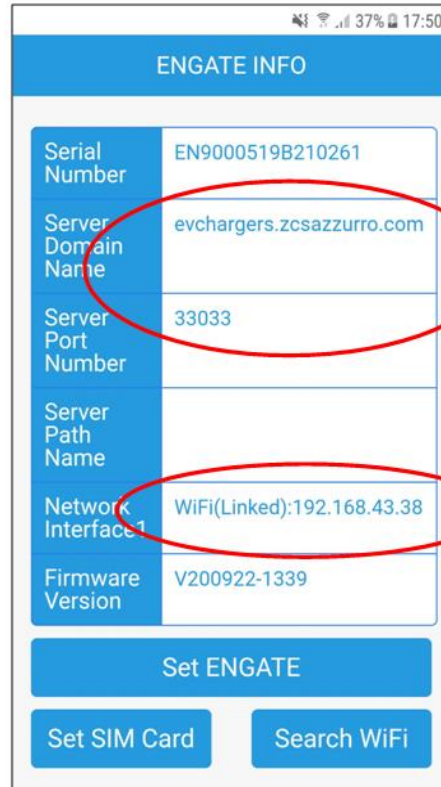 37% 17:50
ENGATE INFO
Serial
Number
EN9000519B210261
Server
Domain
Name
evchargers.zcsazzurro.com
Server
Port
Number
33033
Server
Path
Name
Network
Interface1
WiFi(Linked):192.168.43.38
Firmware
Version
V200922-1339
Set ENGATE
Set SIM Card
Search WiFi